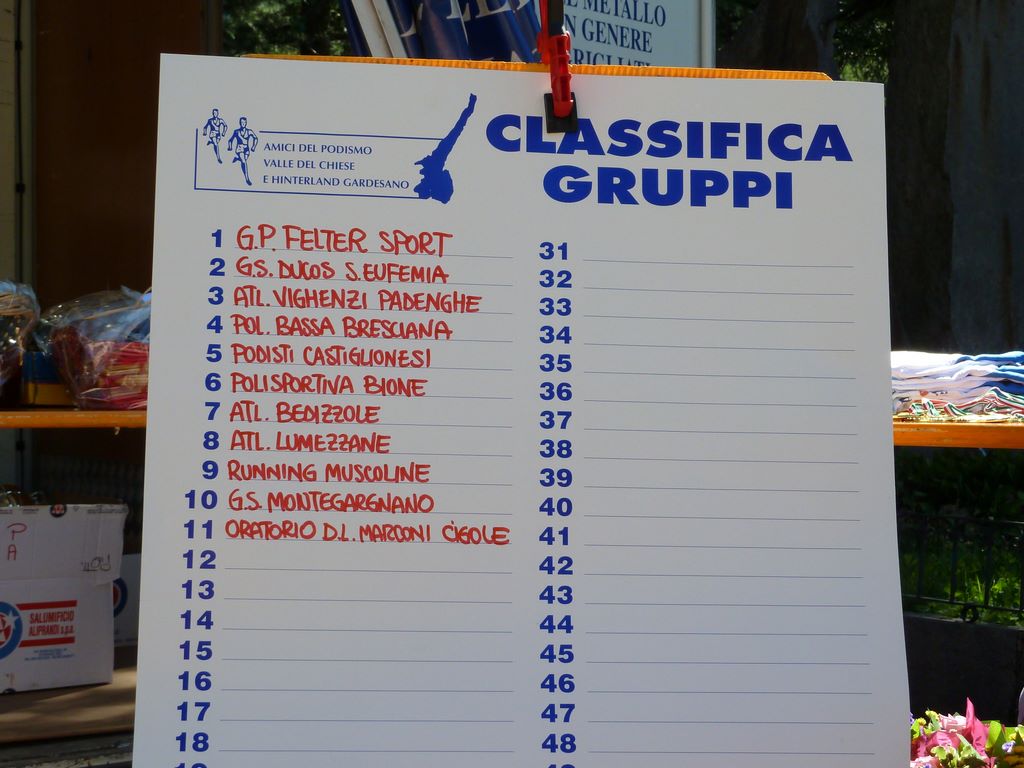 E METALLO
N GENERE
RIGLIATI
CLASSIFICA
GRUPPI
AMICI DEL PODISMO
VALLE DEL CHIESE
E HINTERLAND GARDESANO
1 G.P. FELTER SPORT
2 G.S. DUCOS S.EUFEMIA
3 ATL. VIGHENZI PADENGHE
4 POL. BASSA BRESCIANA
5 PODISTI CASTIGLIONESI
6 POLISPORTIVA BIONE
7 ATL. BEDIZZOLE
8 ATL. LUMEZZANE
9 RUNNING MUSCOLINE
10 G.S. MONTEGARGNANO
11 ORATORIO D.L. MARCONI CIGOLE
12
13
14
15
16
17
18
31
32
33
34
35
36
37
38
39
40
41
42
43
44
45
46
47
48
PA
SALUMIFICIO
ALIPRANDI s.p.a.